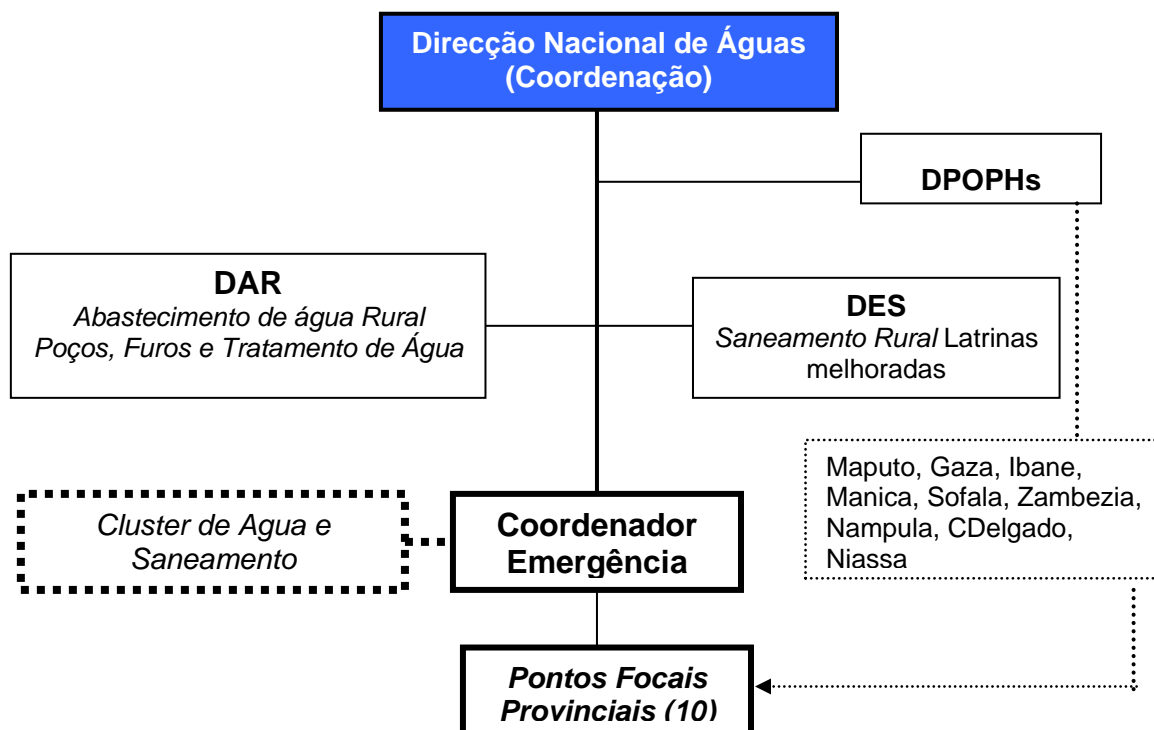 Direcção Nacional de Águas
(Coordenação)
DPOPHs
DAR
Abastecimento de água Rural
Poços, Furos e Tratamento de Água
DES
Saneamento Rural Latrinas
melhoradas
Maputo, Gaza, Ibane,
Manica, Sofala, Zambezia,
Nampula, CDelgado,
Niassa
Cluster de Agua e
Saneamento
Coordenador
Emergência
Pontos Focais
Provinciais (10)